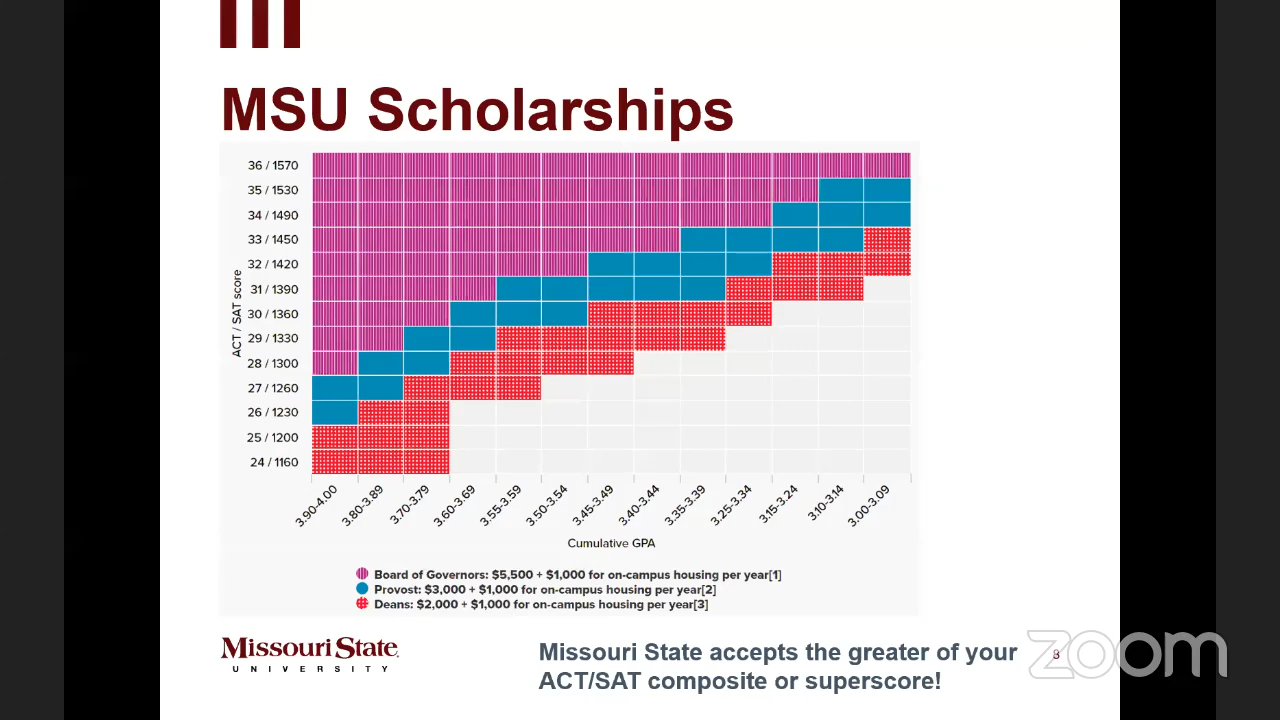 MSU Scholarships
36 / 1570
35 / 1530
34 / 1490
33 / 1450
32 / 1420
31 / 1390
30 / 1360
29 / 1330
28 / 1300
27 / 1260
26 / 1230
25 / 1200
24 / 1160
ACT / SAT score
3.90-4.00
3.80-3.89
3.70-3.79
3.60-3.69
3.55-3.59
3.50-3.54
3.45-3.49
3.40-3.44
3.35-3.39
3.25-3.34
3.15-3.24
3.10-3.14
3.00-3.09
Cumulative GPA
Board of Governors: $5,500 + $1,000 for on-campus housing per year[1]
Provost: $3,000 + $1,000 for on-campus housing per year[2]
Deans: $2,000 + $1,000 for on-campus housing per year[3]
Missouri State
UNIVERSITY
Missouri State accepts the greater of your
ACT/SAT composite or superscore!
8
zoom